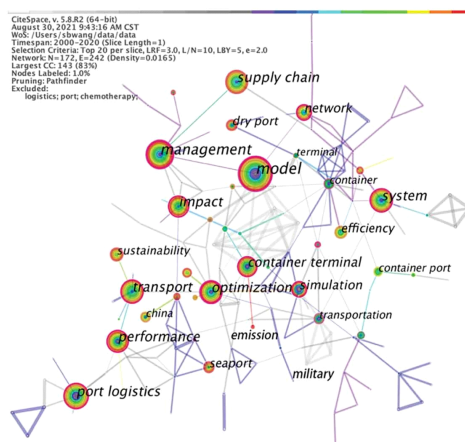 CiteSpace, v. 5.8.R2 (64-bit)
August 30, 2021 9:43:16 AM CST
WoS: /Users/sbwang/data/data
Timespan: 2000-2020 (Slice Length=1)
Selection Criteria: Top 20 per slice, LRF=3.0, L/N=10, LBY=5, e=2.0
Network: N=172, E=242 (Density=0.0165)
Largest CC: 143 (83%)
Nodes Labeled: 1.0%
Pruning: Pathfinder
Excluded:
logistics; port; chemotherapy;
supply chain
network
dry port
management
terminal
model
container
impact
system
efficiency
sustainability
container terminal
container port
transport
optimization
simulation
china
transportation
performance
emission
seaport
military
port logistics